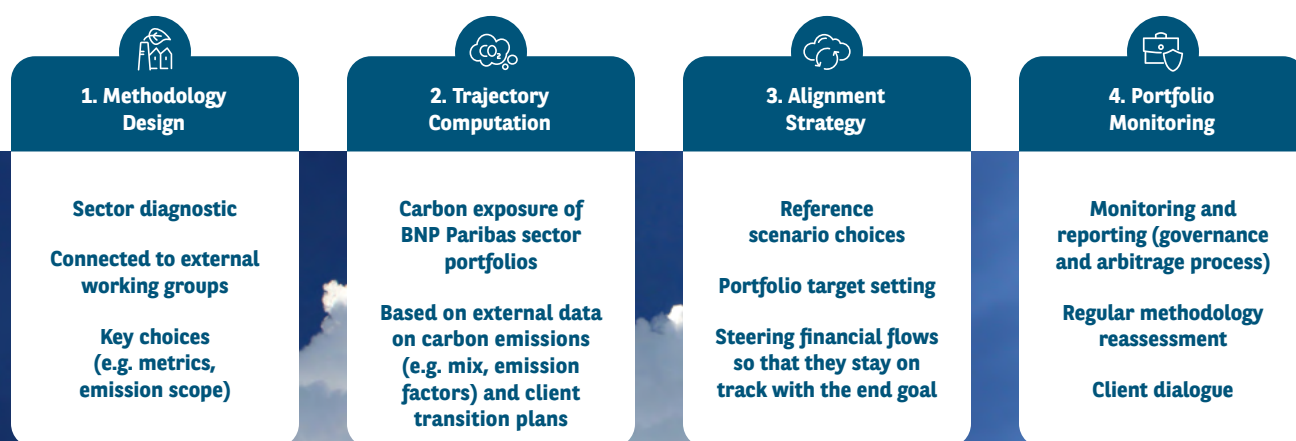 1. Methodology
Design
Sector diagnostic
Connected to external
working groups
Key choices
(e.g. metrics,
emission scope)
CO2
2. Trajectory
Computation
Carbon exposure of
BNP Paribas sector
portfolios
Based on external data
on carbon emissions
(e.g. mix, emission
factors) and client
transition plans
3. Alignment
Strategy
Reference
scenario choices
Portfolio target setting
Steering financial flows
so that they stay on
track with the end goal
4. Portfolio
Monitoring
Monitoring and
reporting (governance
and arbitrage process)
Regular methodology
reassessment
Client dialogue